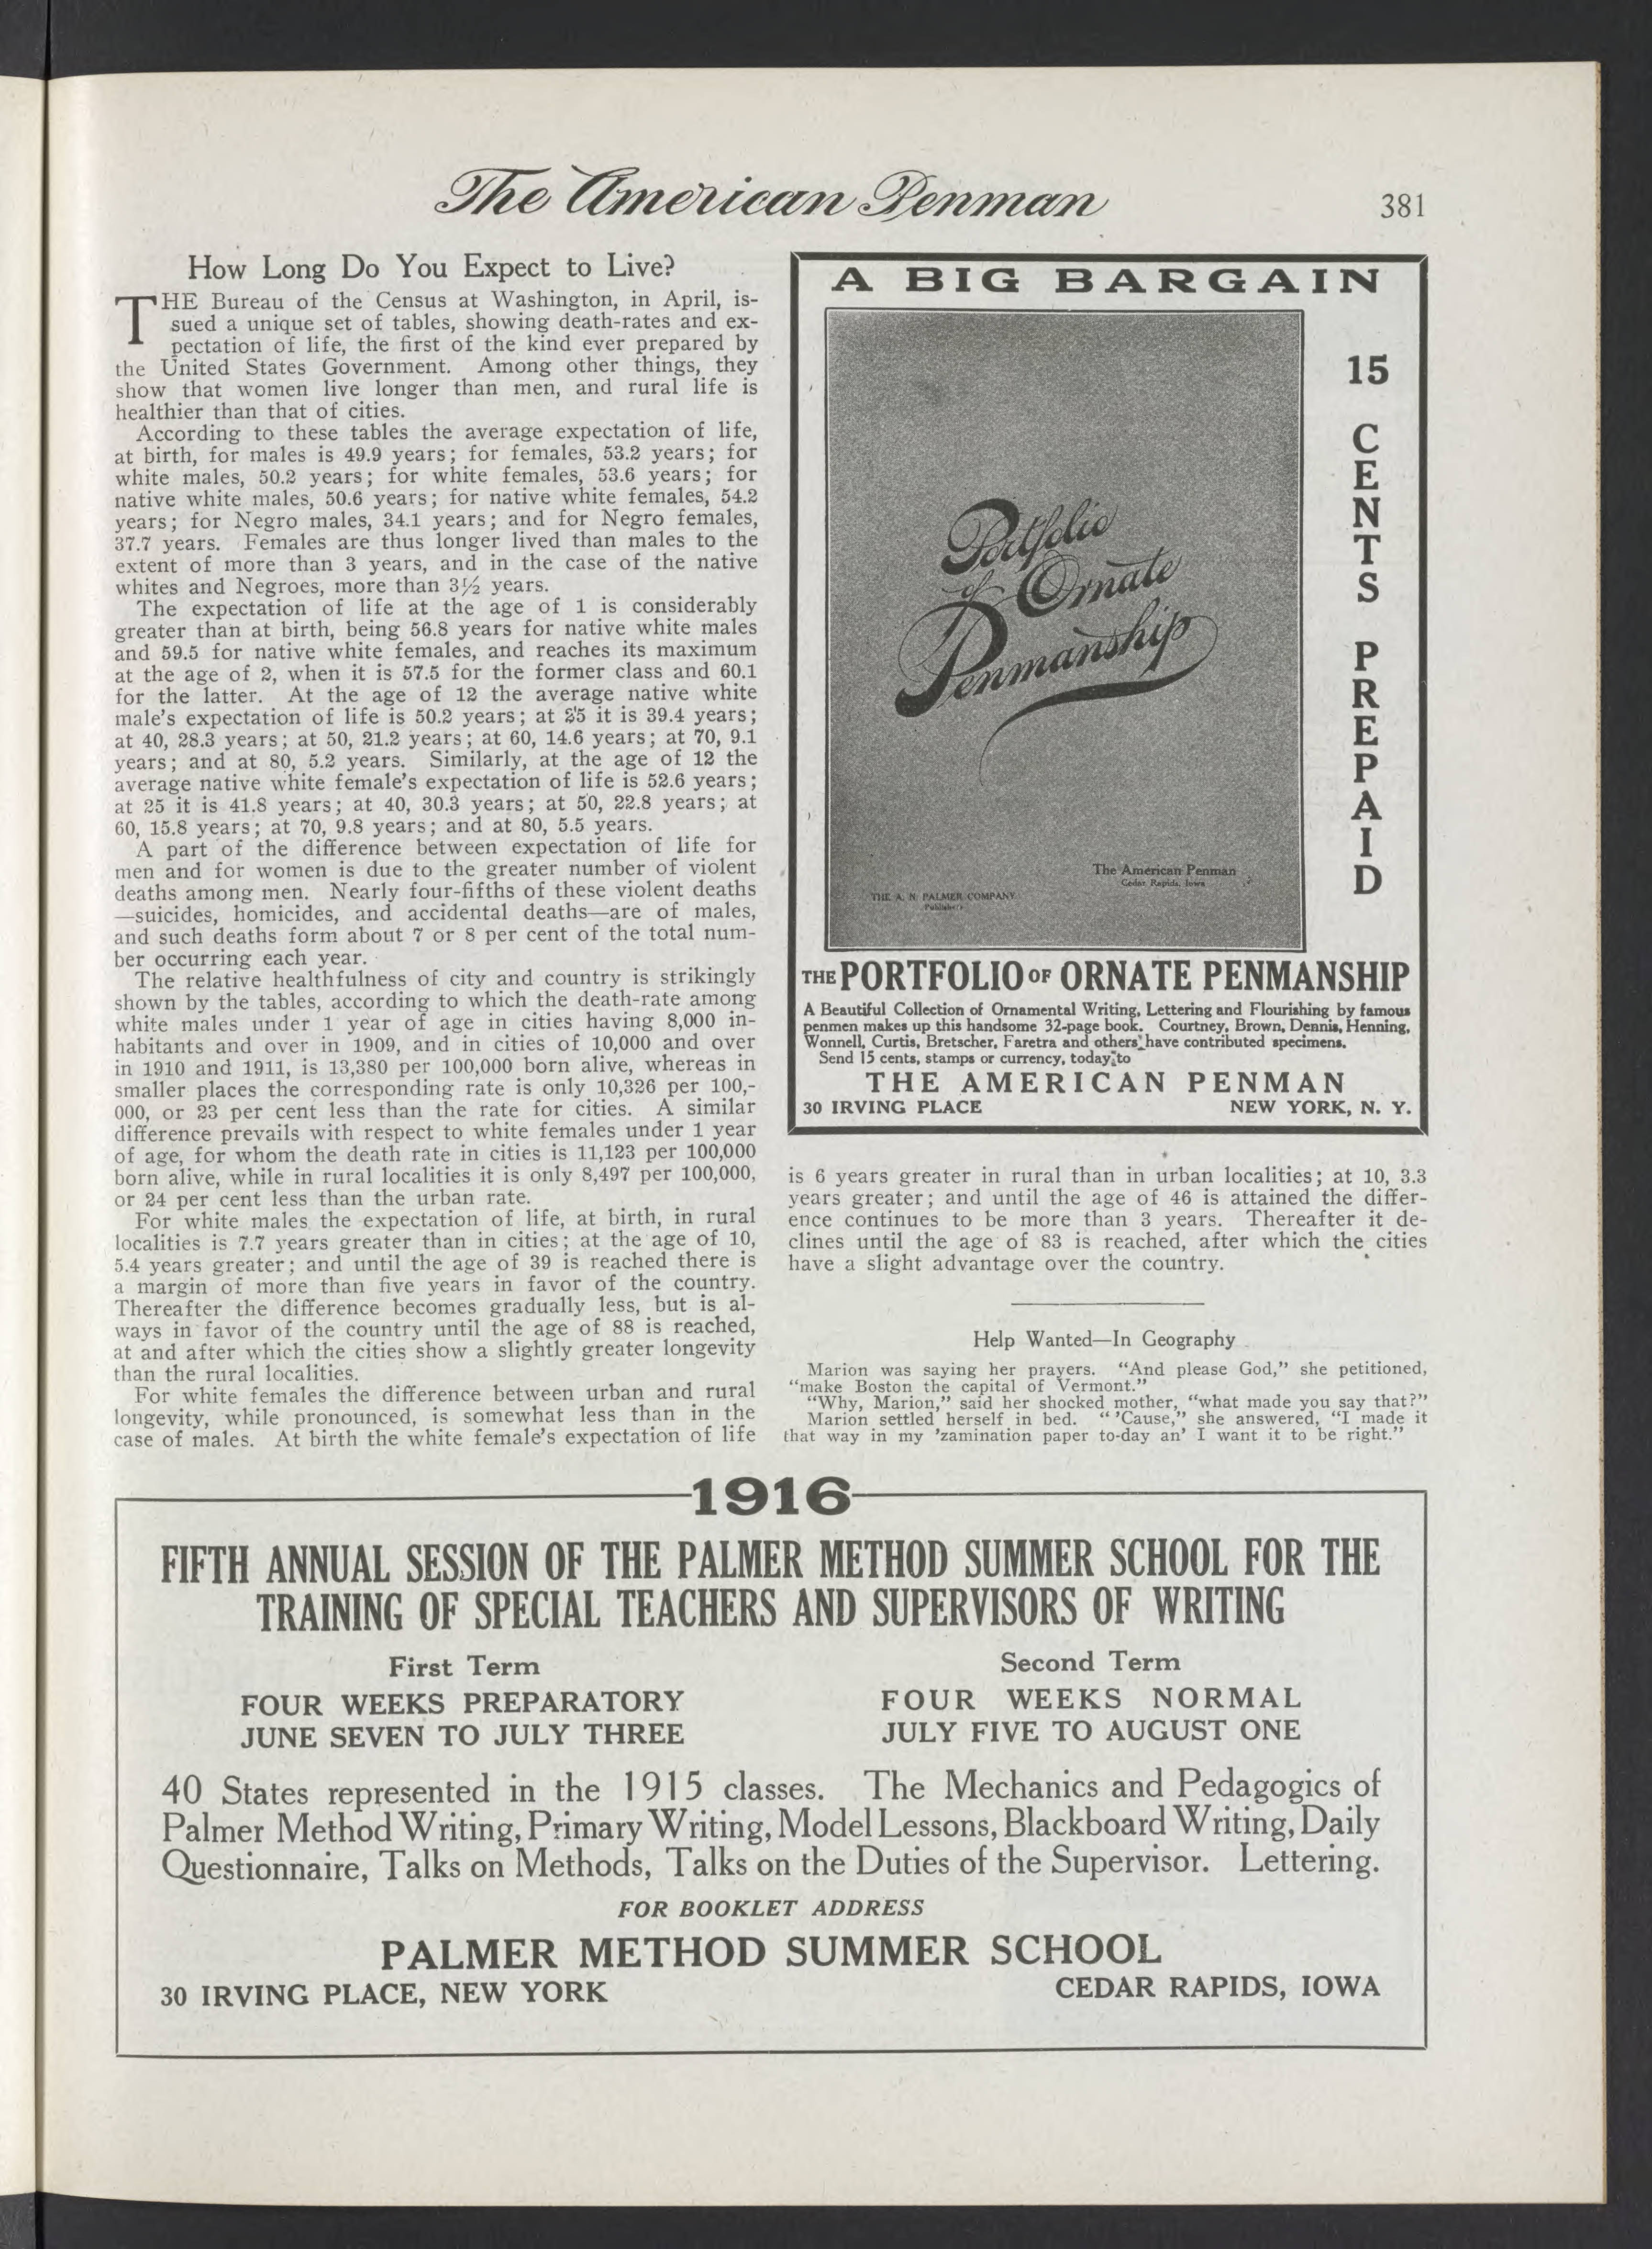 The American Penman
381
How Long Do You Expect to Live?
THE Bureau of the Census at Washington, in April, is-
sued a unique set of tables, showing death-rates and ex-
pectation of life, the first of the kind ever prepared by
the United States Government. Among other things, they
show that women live longer than men, and rural life is
healthier than that of cities.
According to these tables the average expectation of life,
at birth, for males is 49.9 years; for females, 53.2 years; for
white males, 50.2 years; for white females, 53.6 years; for
native white males, 50.6 years; for native white females, 54.2
years; for Negro males, 34.1 years; and for Negro females,
37.7 years. Females are thus longer lived than males to the
extent of more than 3 years, and in the case of the native
whites and Negroes, more than 3½ years.
The expectation of life at the age of 1 is considerably
greater than at birth, being 56.8 years for native white males
and 59.5 for native white females, and reaches its maximum
at the age of 2, when it is 57.5 for the former class and 60.1
for the latter. At the age of 12 the average native white
male's expectation of life is 50.2 years; at 25 it is 39.4 years;
at 40, 28.3 years; at 50, 21.2 years; at 60, 14.6 years; at 70, 9.1
years; and at 80, 5.2 years. Similarly, at the age of 12 the
average native white female's expectation of life is 52.6 years;
at 25 it is 41.8 years; at 40, 30.3 years; at 50, 22.8 years; at
60, 15.8 years; at 70, 9.8 years; and at 80, 5.5 years.
A part of the difference between expectation of life for
men and for women is due to the greater number of violent
deaths among men. Nearly four-fifths of these violent deaths
—suicides, homicides, and accidental deaths—are of males,
and such deaths form about 7 or 8 per cent of the total num-
ber occurring each year.
The relative healthfulness of city and country is strikingly
shown by the tables, according to which the death-rate among
white males under 1 year of age in cities having 8,000 in-
habitants and over in 1909, and in cities of 10,000 and over
in 1910 and 1911, is 13,380 per 100,000 born alive, whereas in
smaller places the corresponding rate is only 10,326 per 100,-
000, or 23 per cent less than the rate for cities. A similar
difference prevails with respect to white females under 1 year
of age, for whom the death rate in cities is 11,123 per 100,000
born alive, while in rural localities it is only 8,497 per 100,000,
or 24 per cent less than the urban rate.
For white males the expectation of life, at birth, in rural
localities is 7.7 years greater than in cities; at the age of 10,
5.4 years greater; and until the age of 39 is reached there is
a margin of more than five years in favor of the country.
Thereafter the difference becomes gradually less, but is al-
ways in favor of the country until the age of 88 is reached,
at and after which the cities show a slightly greater longevity
than the rural localities.
For white females the difference between urban and rural
longevity, while pronounced, is somewhat less than in the
case of males. At birth the white female's expectation of life
A BIG BARGAIN
Portfolio
of Ornate
Penmanship
The American Penman
Cedar Rapids, Iowa
THE A. N. PALMER COMPANY
Publishers
15
CENTS
PREPAID
THE PORTFOLIO OF ORNATE PENMANSHIP
A Beautiful Collection of Ornamental Writing, Lettering and Flourishing by famous
penmen makes up this handsome 32-page book. Courtney, Brown, Dennis, Henning,
Wonnell, Curtis, Bretscher, Faretra and others have contributed specimens.
Send 15 cents, stamps or currency, today, to
THE AMERICAN PENMAN
30 IRVING PLACE NEW YORK, N. Y.
is 6 years greater in rural than in urban localities; at 10, 3.3
years greater; and until the age of 46 is attained the differ-
ence continues to be more than 3 years. Thereafter it de-
clines until the age of 83 is reached, after which the cities
have a slight advantage over the country.
Help Wanted—In Geography
Marion was saying her prayers. "And please God," she petitioned,
"make Boston the capital of Vermont."
"Why, Marion," said her shocked mother, "what made you say that?"
Marion settled herself in bed. "'Cause," she answered, "I made it
that way in my 'zamination paper to-day an' I want it to be right."
1916
FIFTH ANNUAL SESSION OF THE PALMER METHOD SUMMER SCHOOL FOR THE
TRAINING OF SPECIAL TEACHERS AND SUPERVISORS OF WRITING
First Term
FOUR WEEKS PREPARATORY
JUNE SEVEN TO JULY THREE
Second Term
FOUR WEEKS NORMAL
JULY FIVE TO AUGUST ONE
40 States represented in the 1915 classes. The Mechanics and Pedagogics of
Palmer Method Writing, Primary Writing, Model Lessons, Blackboard Writing, Daily
Questionnaire, Talks on Methods, Talks on the Duties of the Supervisor. Lettering.
FOR BOOKLET ADDRESS
PALMER METHOD SUMMER SCHOOL
30 IRVING PLACE, NEW YORK CEDAR RAPIDS, IOWA